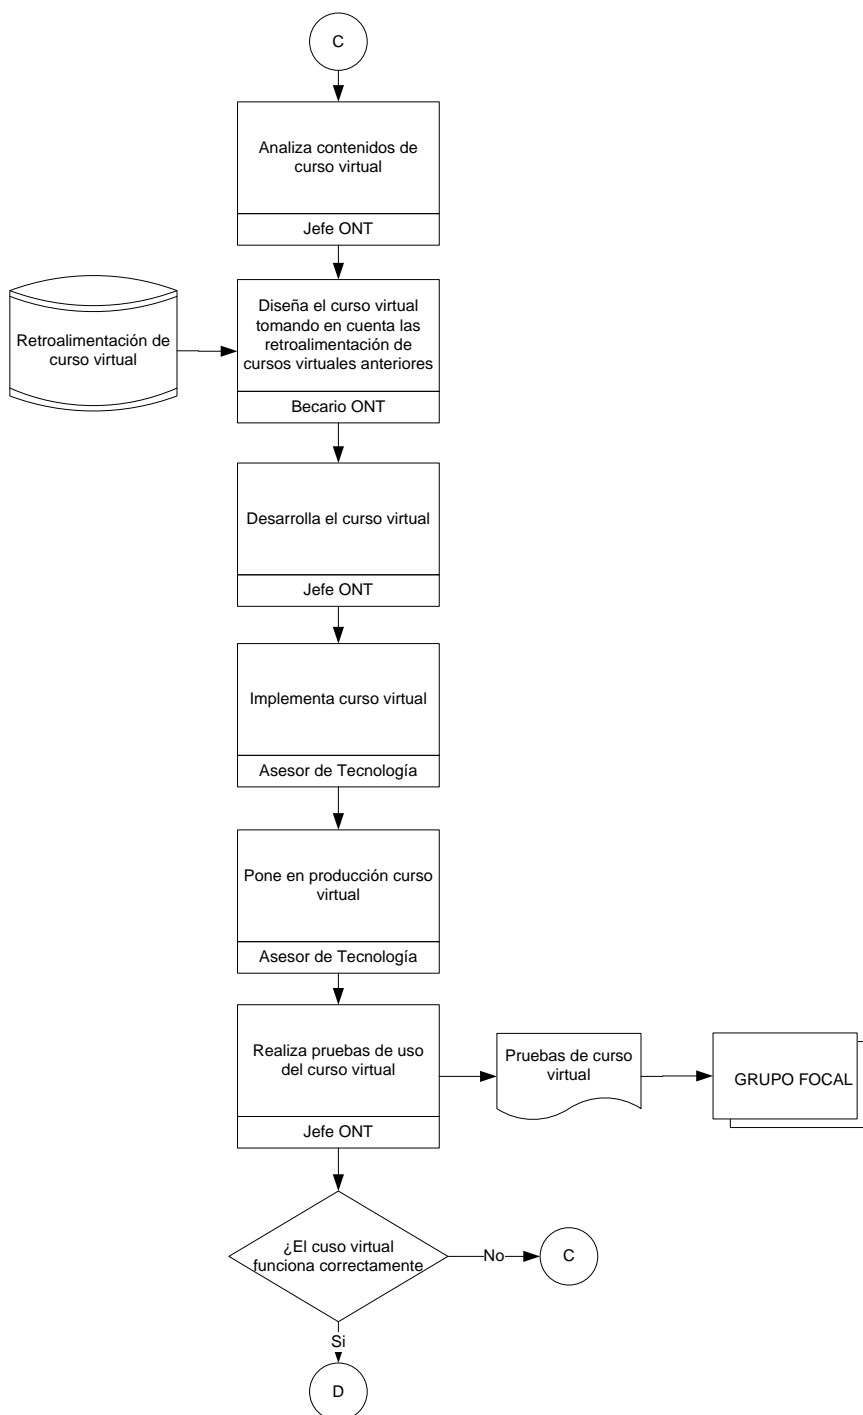 C
Analiza contenidos de
curso virtual
Jefe ONT
Retroalimentación de
curso virtual
Diseña el curso virtual
tomando en cuenta las
retroalimentación de
cursos virtuales anteriores
Becario ONT
Desarrolla el curso virtual
Jefe ONT
Implementa curso virtual
Asesor de Tecnología
Pone en producción curso
virtual
Asesor de Tecnología
Realiza pruebas de uso
del curso virtual
Jefe ONT
Pruebas de curso
virtual
GRUPO FOCAL
¿El cuso virtual
funciona correctamente
No
C
Si
D